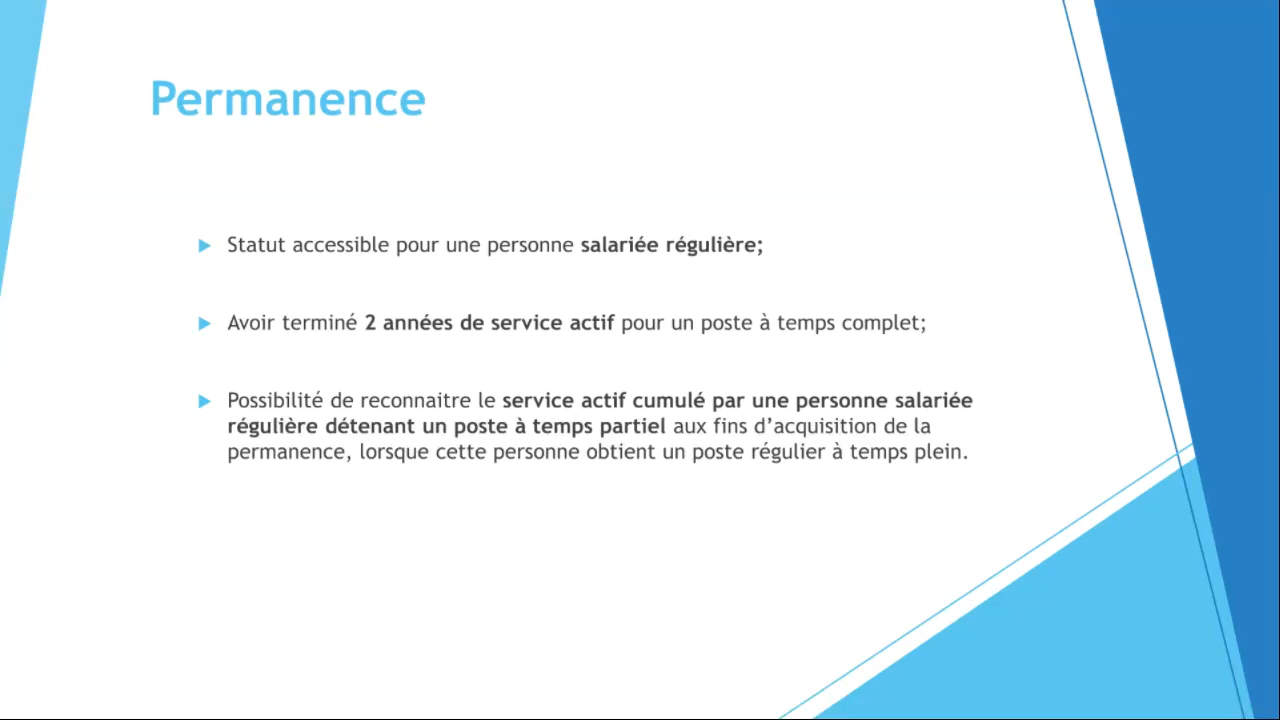 Permanence
Statut accessible pour une personne salariée régulière;
Avoir terminé 2 années de service actif pour un poste à temps complet;
Possibilité de reconnaitre le service actif cumulé par une personne salariée
régulière détenant un poste à temps partiel aux fins d’acquisition de la
permanence, lorsque cette personne obtient un poste régulier à temps plein.